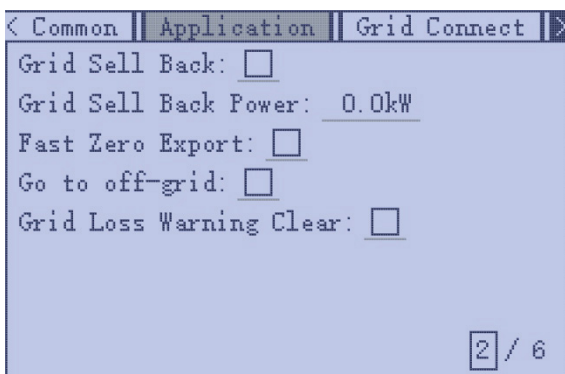 < Common Application Grid Connect >
Grid Sell Back:
Grid Sell Back Power: 0.0kW
Fast Zero Export:
Go to off-grid:
Grid Loss Warning Clear:
2 / 6